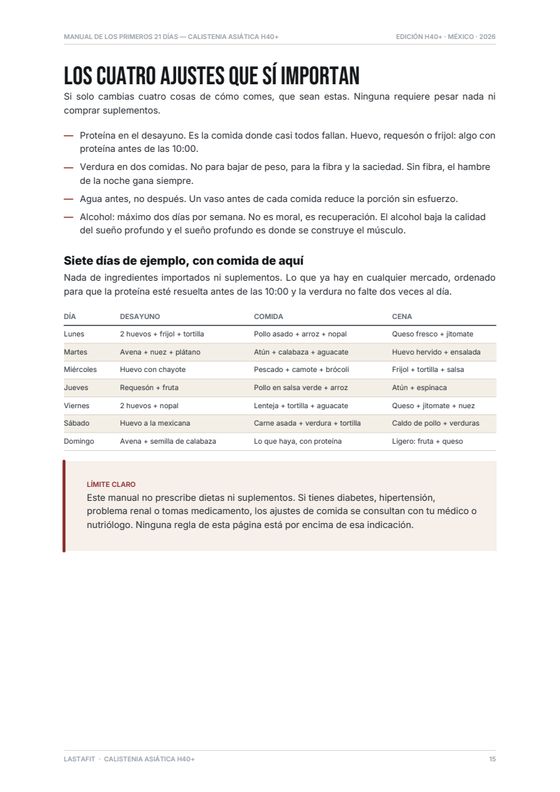 MANUAL DE LOS PRIMEROS 21 DÍAS — CALISTENIA ASIÁTICA H40+ EDICIÓN H40+ · MÉXICO · 2026
LOS CUATRO AJUSTES QUE SÍ IMPORTAN
Si solo cambias cuatro cosas de cómo comes, que sean estas. Ninguna requiere pesar nada ni
comprar suplementos.
— Proteína en el desayuno. Es la comida donde casi todos fallan. Huevo, requesón o frijol: algo con
proteína antes de las 10:00.
— Verdura en dos comidas. No para bajar de peso, para la fibra y la saciedad. Sin fibra, el hambre
de la noche gana siempre.
— Agua antes, no después. Un vaso antes de cada comida reduce la porción sin esfuerzo.
— Alcohol: máximo dos días por semana. No es moral, es recuperación. El alcohol baja la calidad
del sueño profundo y el sueño profundo es donde se construye el músculo.
Siete días de ejemplo, con comida de aquí
Nada de ingredientes importados ni suplementos. Lo que ya hay en cualquier mercado, ordenado
para que la proteína esté resuelta antes de las 10:00 y la verdura no falte dos veces al día.
DÍA DESAYUNO COMIDA CENA
Lunes 2 huevos + frijol + tortilla Pollo asado + arroz + nopal Queso fresco + jitomate
Martes Avena + nuez + plátano Atún + calabaza + aguacate Huevo hervido + ensalada
Miércoles Huevo con chayote Pescado + camote + brócoli Frijol + tortilla + salsa
Jueves Requesón + fruta Pollo en salsa verde + arroz Atún + espinaca
Viernes 2 huevos + nopal Lenteja + tortilla + aguacate Queso + jitomate + nuez
Sábado Huevo a la mexicana Carne asada + verdura + tortilla Caldo de pollo + verduras
Domingo Avena + semilla de calabaza Lo que haya, con proteína Ligero: fruta + queso
LÍMITE CLARO
Este manual no prescribe dietas ni suplementos. Si tienes diabetes, hipertensión,
problema renal o tomas medicamento, los ajustes de comida se consultan con tu médico o
nutriólogo. Ninguna regla de esta página está por encima de esa indicación.
LASTAFIT · CALISTENIA ASIÁTICA H40+ 15